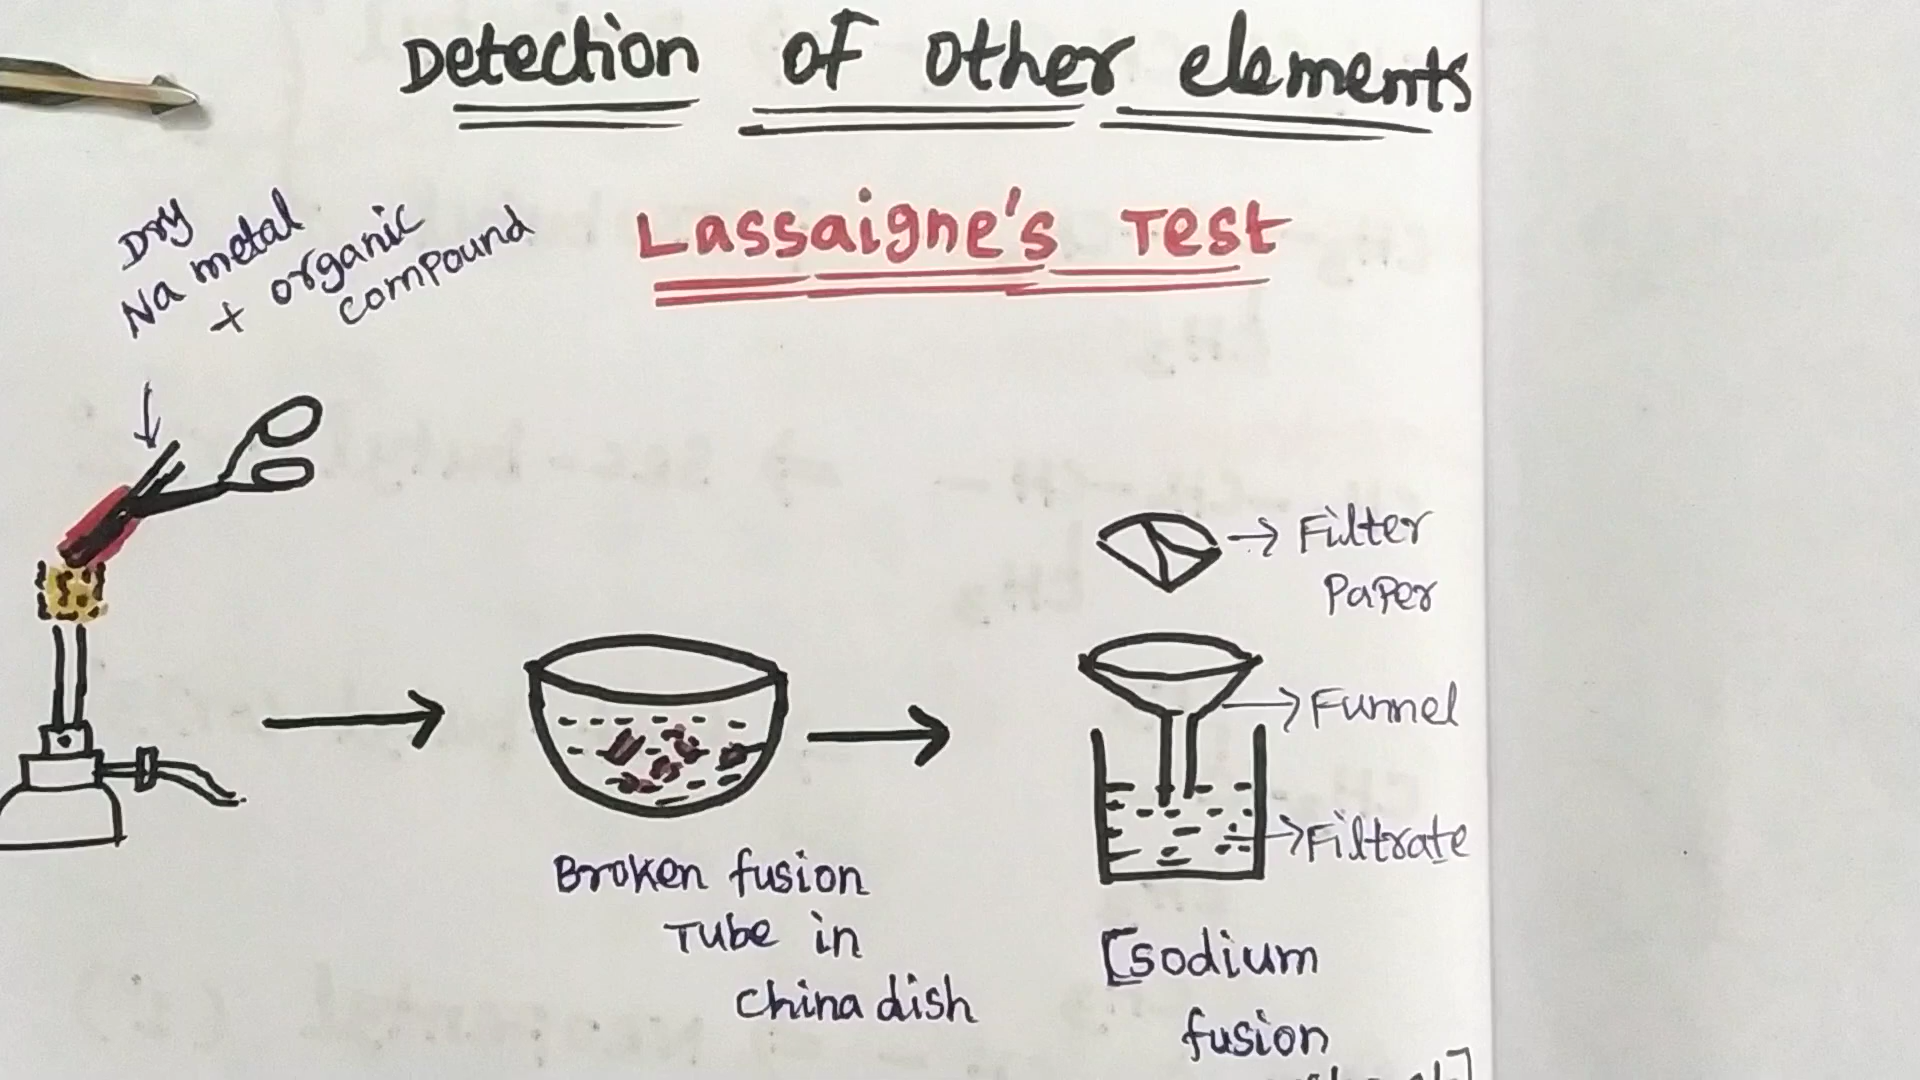 Detection of other elements
Lassaigne's Test
Dry
Na metal
+ organic
compound
→ Filter
Paper
→ Funnel
→ Filtrate
Broken fusion
Tube in
China dish
[sodium
fusion